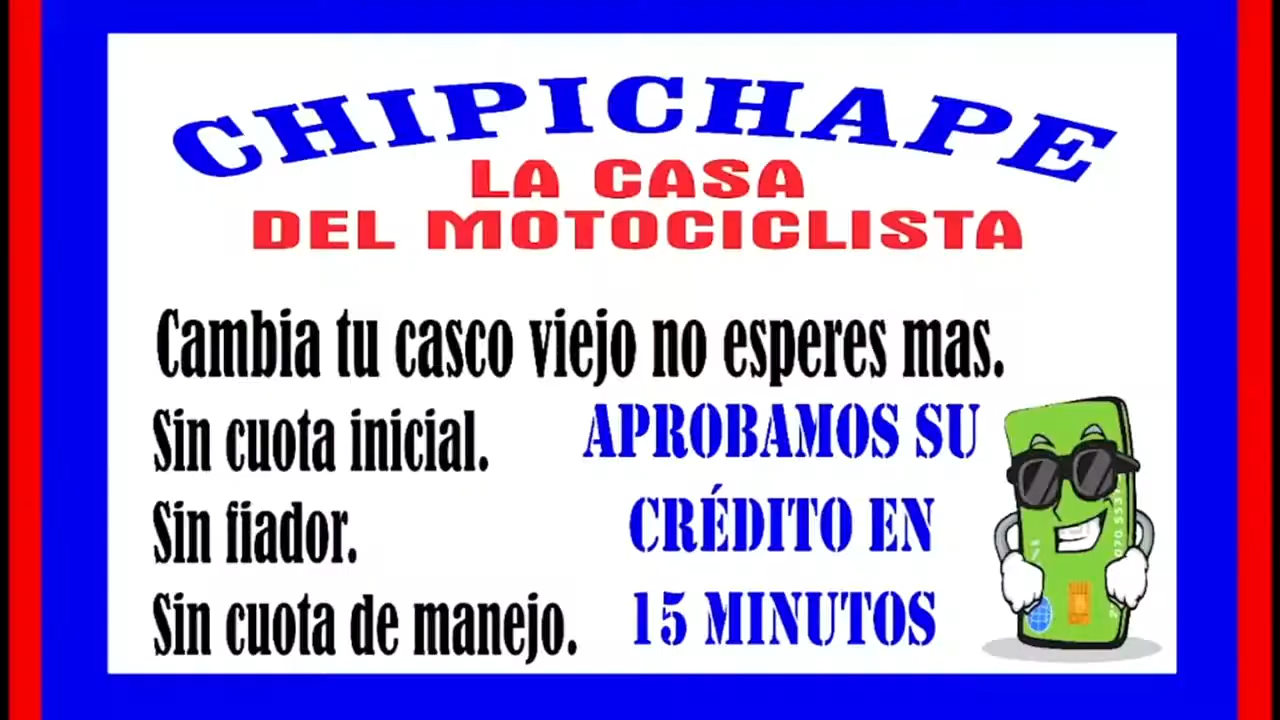 CHIPICHAPE
LA CASA
DEL MOTOCICLISTA
Cambia tu casco viejo no esperes mas.
Sin cuota inicial.
Sin fiador.
Sin cuota de manejo.
APROBAMOS SU
CRÉDITO EN
15 MINUTOS